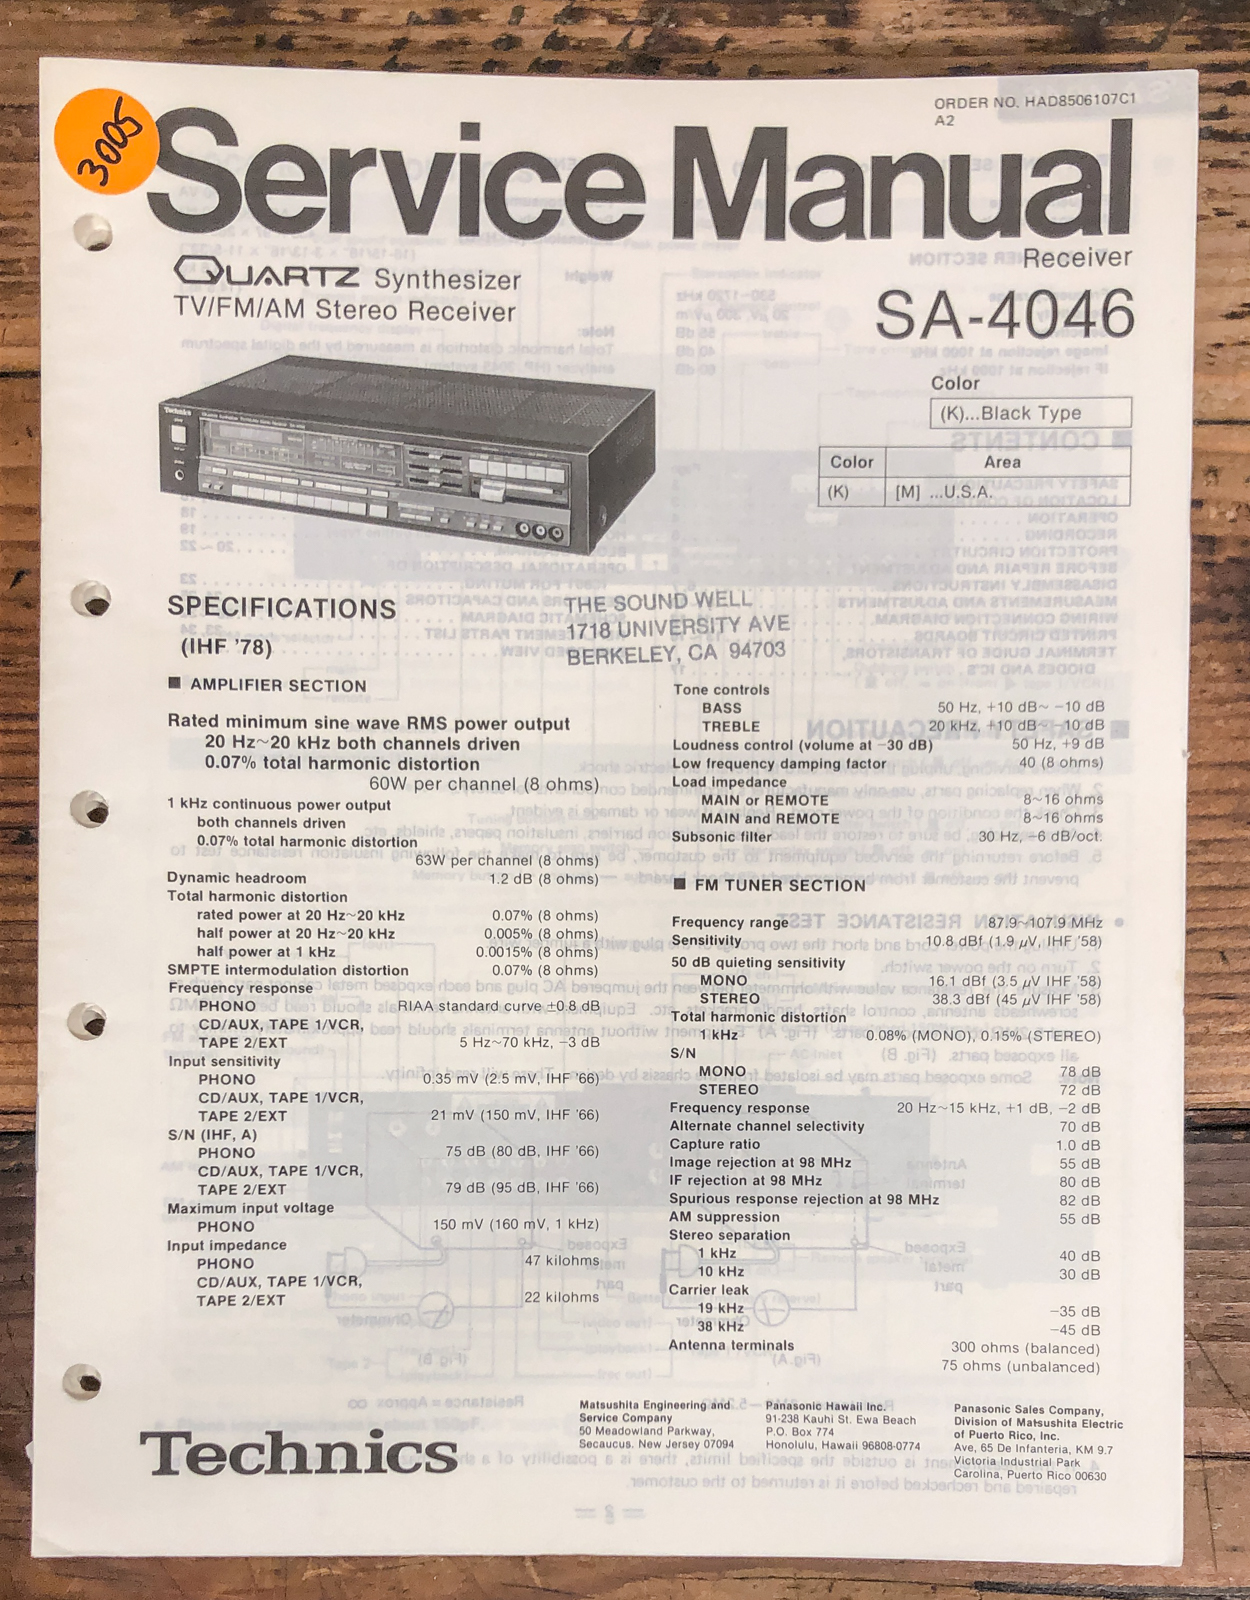 3005
ORDER NO. HAD8506107C1
A2
Service Manual
Receiver
QUARTZ Synthesizer
TV/FM/AM Stereo Receiver
SA-4046
Technics
Color
(K)...Black Type
Color Area
(K) [M] ...U.S.A.
SPECIFICATIONS
(IHF '78)
THE SOUND WELL
1718 UNIVERSITY AVE
BERKELEY, CA 94703
■ AMPLIFIER SECTION
Rated minimum sine wave RMS power output
20 Hz~20 kHz both channels driven
0.07% total harmonic distortion
60W per channel (8 ohms)
1 kHz continuous power output
both channels driven
0.07% total harmonic distortion
63W per channel (8 ohms)
Dynamic headroom 1.2 dB (8 ohms)
Total harmonic distortion
rated power at 20 Hz~20 kHz 0.07% (8 ohms)
half power at 20 Hz~20 kHz 0.005% (8 ohms)
half power at 1 kHz 0.0015% (8 ohms)
SMPTE intermodulation distortion 0.07% (8 ohms)
Frequency response
PHONO RIAA standard curve ±0.8 dB
CD/AUX, TAPE 1/VCR,
TAPE 2/EXT 5 Hz~70 kHz, −3 dB
Input sensitivity
PHONO 0.35 mV (2.5 mV, IHF '66)
CD/AUX, TAPE 1/VCR,
TAPE 2/EXT 21 mV (150 mV, IHF '66)
S/N (IHF, A)
PHONO 75 dB (80 dB, IHF '66)
CD/AUX, TAPE 1/VCR,
TAPE 2/EXT 79 dB (95 dB, IHF '66)
Maximum input voltage
PHONO 150 mV (160 mV, 1 kHz)
Input impedance
PHONO 47 kilohms
CD/AUX, TAPE 1/VCR,
TAPE 2/EXT 22 kilohms
Tone controls
BASS 50 Hz, +10 dB~ −10 dB
TREBLE 20 kHz, +10 dB~ −10 dB
Loudness control (volume at −30 dB) 50 Hz, +9 dB
Low frequency damping factor 40 (8 ohms)
Load impedance
MAIN or REMOTE 8~16 ohms
MAIN and REMOTE 8~16 ohms
Subsonic filter 30 Hz, −6 dB/oct.
■ FM TUNER SECTION
Frequency range 87.9~107.9 MHz
Sensitivity 10.8 dBf (1.9 µV, IHF '58)
50 dB quieting sensitivity
MONO 16.1 dBf (3.5 µV IHF '58)
STEREO 38.3 dBf (45 µV IHF '58)
Total harmonic distortion
1 kHz 0.08% (MONO), 0.15% (STEREO)
S/N
MONO 78 dB
STEREO 72 dB
Frequency response 20 Hz~15 kHz, +1 dB, −2 dB
Alternate channel selectivity 70 dB
Capture ratio 1.0 dB
Image rejection at 98 MHz 55 dB
IF rejection at 98 MHz 80 dB
Spurious response rejection at 98 MHz 82 dB
AM suppression 55 dB
Stereo separation
1 kHz 40 dB
10 kHz 30 dB
Carrier leak
19 kHz −35 dB
38 kHz −45 dB
Antenna terminals 300 ohms (balanced)
75 ohms (unbalanced)
Technics
Matsushita Engineering and
Service Company
50 Meadowland Parkway,
Secaucus. New Jersey 07094
Panasonic Hawaii Inc.
91-238 Kauhi St. Ewa Beach
P.O. Box 774
Honolulu, Hawaii 96808-0774
Panasonic Sales Company,
Division of Matsushita Electric
of Puerto Rico, Inc.
Ave, 65 De Infanteria, KM 9.7
Victoria Industrial Park
Carolina, Puerto Rico 00630